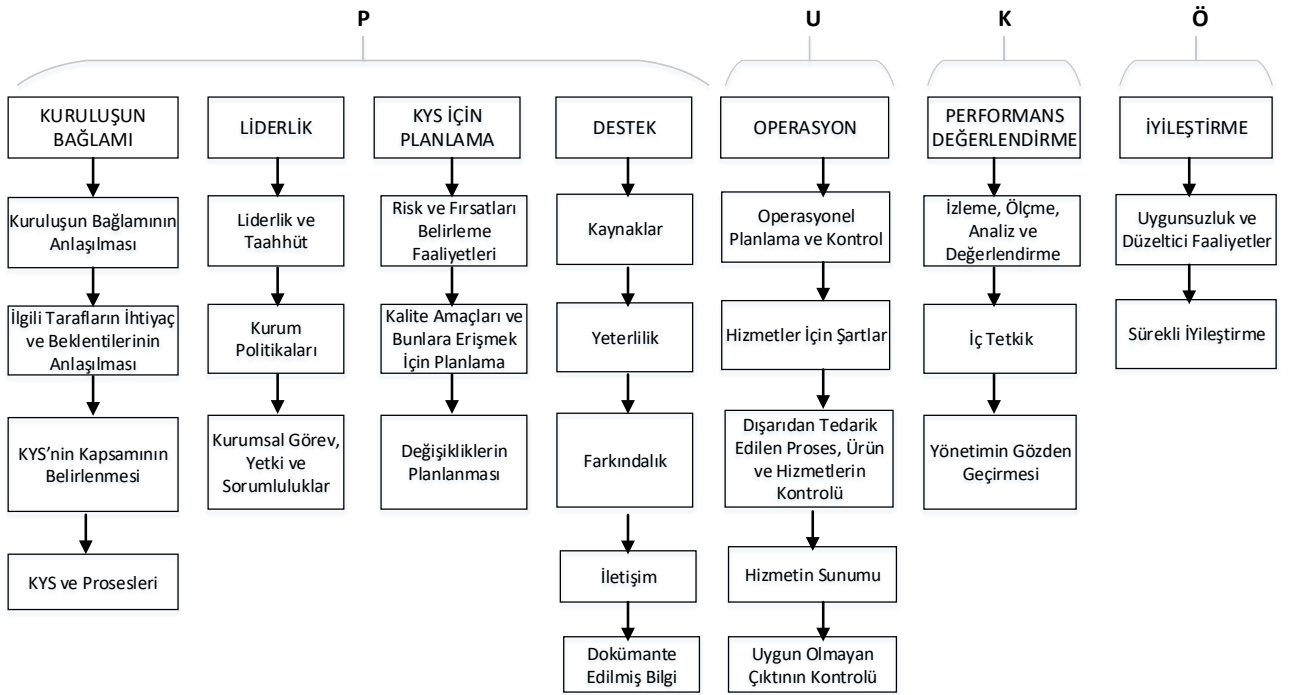 P
U
K
Ö
KURULUŞUN
BAĞLAMI
LİDERLİK
KYS İÇİN
PLANLAMA
DESTEK
OPERASYON
PERFORMANS
DEĞERLENDİRME
İYİLEŞTİRME
Kuruluşun Bağlamının
Anlaşılması
İlgili Tarafların İhtiyaç
ve Beklentilerinin
Anlaşılması
KYS’nin Kapsamının
Belirlenmesi
KYS ve Prosesleri
Liderlik ve
Taahhüt
Kurum
Politikaları
Kurumsal Görev,
Yetki ve
Sorumluluklar
Risk ve Fırsatları
Belirleme
Faaliyetleri
Kalite Amaçları ve
Bunlara Erişmek
İçin Planlama
Değişikliklerin
Planlanması
Kaynaklar
Yeterlilik
Farkındalık
İletişim
Dokümante
Edilmiş Bilgi
Operasyonel
Planlama ve Kontrol
Hizmetler İçin Şartlar
Dışarıdan Tedarik
Edilen Proses, Ürün
ve Hizmetlerin
Kontrolü
Hizmetin Sunumu
Uygun Olmayan
Çıktının Kontrolü
İzleme, Ölçme,
Analiz ve
Değerlendirme
İç Tetkik
Yönetimin Gözden
Geçirmesi
Uygunsuzluk ve
Düzeltici Faaliyetler
Sürekli İYileştirme